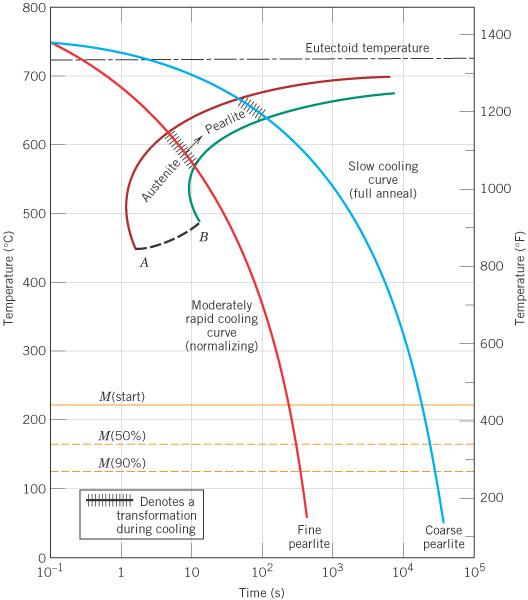 800
1400
Eutectoid temperature
700
1200
Pearlite
600
Austenite
Slow cooling
curve
(full anneal)
1000
500
B
A
800
400
Temperature (°C)
Temperature (°F)
Moderately
rapid cooling
curve
(normalizing)
600
300
M(start)
400
200
M(50%)
M(90%)
100
200
Denotes a
transformation
during cooling
Fine
pearlite
Coarse
pearlite
0
10⁻¹
1
10
10²
10³
10⁴
10⁵
Time (s)